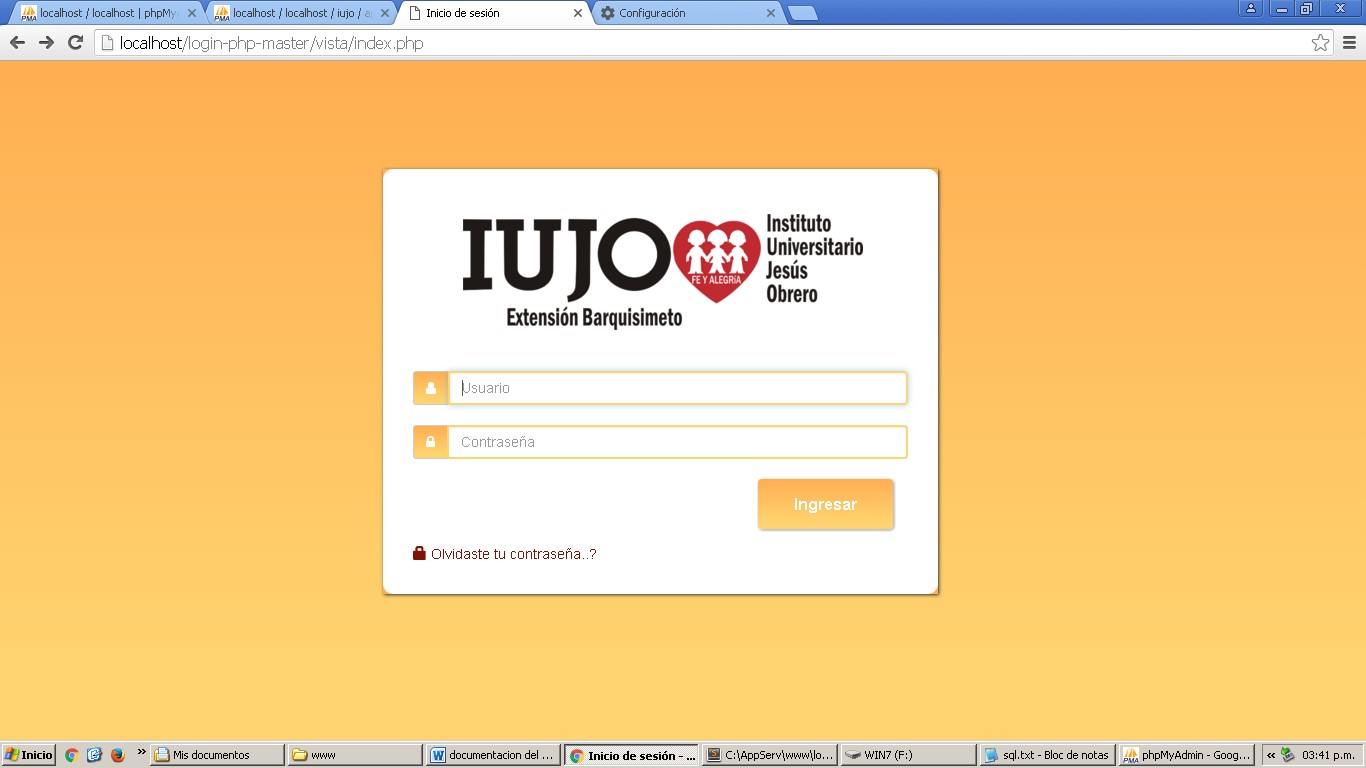 localhost / localhost | phpMy
localhost / localhost / iujo / a
Inicio de sesión
Configuración
localhost/login-php-master/vista/index.php
IUJO
FE Y ALEGRÍA
Instituto
Universitario
Jesús
Obrero
Extensión Barquisimeto
Usuario
Contraseña
Ingresar
Olvidaste tu contraseña..?
Inicio
»
Mis documentos
www
documentacion del ...
Inicio de sesión - ...
C:\AppServ\www\lo...
WIN7 (F:)
sql.txt - Bloc de notas
phpMyAdmin - Goog...
«
03:41 p.m.